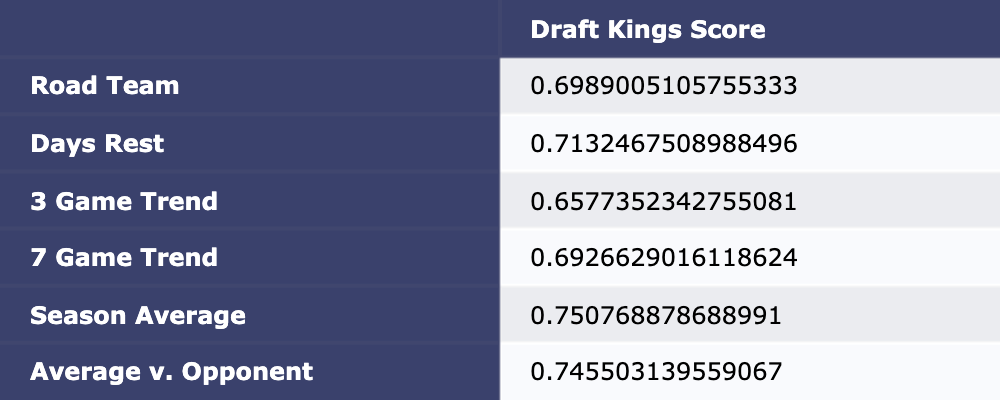 Draft Kings Score
Road Team 0.6989005105755333
Days Rest 0.7132467508988496
3 Game Trend 0.6577352342755081
7 Game Trend 0.6926629016118624
Season Average 0.750768878688991
Average v. Opponent 0.745503139559067